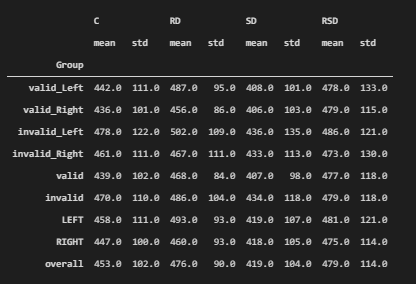 C RD SD RSD
mean std mean std mean std mean std
Group
valid_Left 442.0 111.0 487.0 95.0 408.0 101.0 478.0 133.0
valid_Right 436.0 101.0 456.0 86.0 406.0 103.0 479.0 115.0
invalid_Left 478.0 122.0 502.0 109.0 436.0 135.0 486.0 121.0
invalid_Right 461.0 111.0 467.0 111.0 433.0 113.0 473.0 130.0
valid 439.0 102.0 468.0 84.0 407.0 98.0 477.0 118.0
invalid 470.0 110.0 486.0 104.0 434.0 118.0 479.0 118.0
LEFT 458.0 111.0 493.0 93.0 419.0 107.0 481.0 121.0
RIGHT 447.0 100.0 460.0 93.0 418.0 105.0 475.0 114.0
overall 453.0 102.0 476.0 90.0 419.0 104.0 479.0 114.0